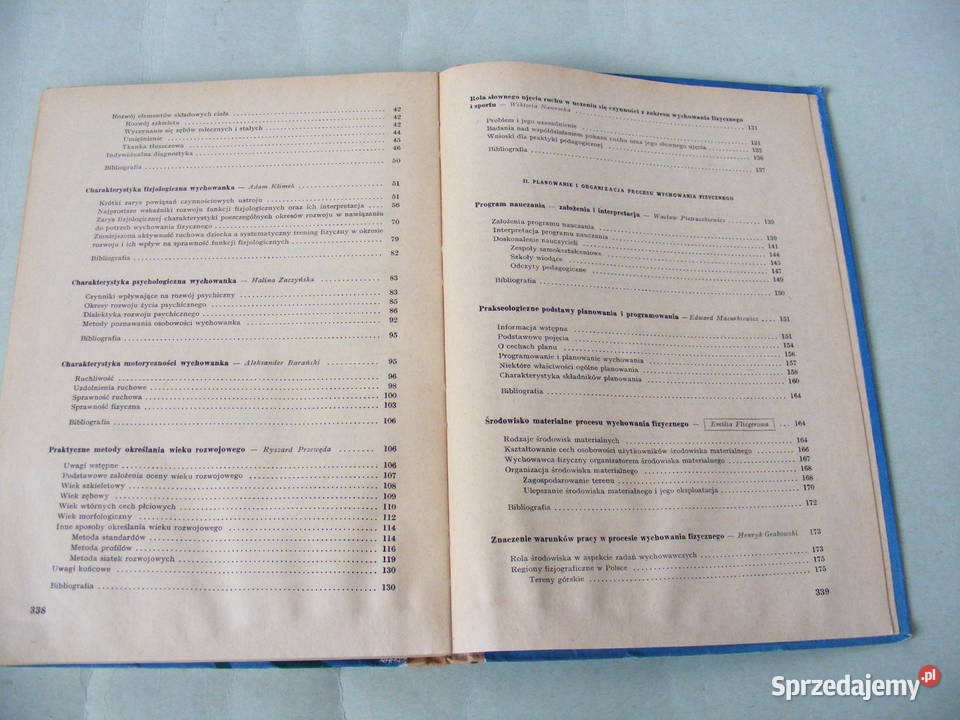 Rozwój elementów składowych ciała 42
Rozwój szkieletu 42
Wyrzynanie się zębów mlecznych i stałych 42
Umięśnienie 44
Tkanka tłuszczowa 45
Indywidualna diagnostyka 46
Bibliografia 50
Charakterystyka fizjologiczna wychowanka — Adam Klimek 51
Krótki zarys powiązań czynnościowych ustroju 51
Najprostsze wskaźniki rozwoju funkcji fizjologicznych oraz ich interpretacja 56
Zarys fizjologicznej charakterystyki poszczególnych okresów rozwoju w nawiązaniu
do potrzeb wychowania fizycznego 70
Zmniejszona aktywność ruchowa dziecka a systematyczny trening fizyczny w okresie
rozwoju i ich wpływ na sprawność funkcji fizjologicznych 79
Bibliografia 82
Charakterystyka psychologiczna wychowanka — Halina Zaczyńska 83
Czynniki wpływające na rozwój psychiczny 83
Okresy rozwoju życia psychicznego 85
Dialektyka rozwoju psychicznego 86
Metody poznawania osobowości wychowanka 92
Bibliografia 95
Charakterystyka motoryczności wychowanka — Aleksander Barański 95
Ruchliwość 96
Uzdolnienia ruchowe 98
Sprawność ruchowa 100
Sprawność fizyczna 103
Bibliografia 106
Praktyczne metody określania wieku rozwojowego — Ryszard Przewęda 106
Uwagi wstępne 106
Podstawowe założenia oceny wieku rozwojowego 107
Wiek szkieletowy 108
Wiek zębowy 109
Wiek wtórnych cech płciowych 110
Wiek morfologiczny 112
Inne sposoby określania wieku rozwojowego 114
Metoda standardów 114
Metoda profilów 116
Metoda siatek rozwojowych 119
Uwagi końcowe 130
Bibliografia 130
338
Rola słownego ujęcia ruchu w uczeniu się czynności z zakresu wychowania fizycznego
i sportu — Wiktoria Nawrocka 131
Problem i jego uzasadnienie 131
Badania nad współdziałaniem pokazu ruchu oraz jego słownego ujęcia 132
Wnioski dla praktyki pedagogicznej 136
Bibliografia 137
II. PLANOWANIE I ORGANIZACJA PROCESU WYCHOWANIA FIZYCZNEGO
Program nauczania — założenia i interpretacja — Wacław Pietraszkiewicz 139
Założenia programu nauczania 139
Interpretacja programu nauczania 141
Doskonalenie nauczycieli 144
Zespoły samokształceniowe 145
Szkoły wiodące 147
Odczyty pedagogiczne 149
Bibliografia 150
Prakseologiczne podstawy planowania i programowania — Edward Mazurkiewicz 151
Informacja wstępna 151
Podstawowe pojęcia 154
O cechach planu 156
Programowanie i planowanie wychowania 157
Niektóre właściwości ogólne planowania 158
Charakterystyka składników planowania 160
Bibliografia 164
Środowisko materialne procesu wychowania fizycznego — Emilia Fliegerowa 164
Rodzaje środowisk materialnych 164
Kształtowanie cech osobowości użytkowników środowiska materialnego 166
Wychowawca fizyczny organizatorem środowiska materialnego 167
Organizacja środowiska materialnego 168
Zagospodarowanie terenu 168
Ulepszanie środowiska materialnego i jego eksploatacja 170
Bibliografia 172
Znaczenie warunków pracy w procesie wychowania fizycznego — Henryk Grabowski 173
Rola środowiska w aspekcie zadań wychowawczych 173
Regiony fizjograficzne w Polsce 175
Tereny górskie 175
339
Sprzedajemy.pl